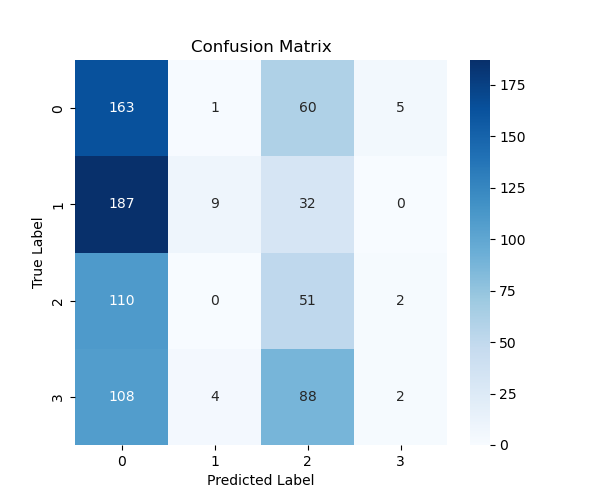 Confusion Matrix
0 163 1 60 5
1 187 9 32 0
2 110 0 51 2
3 108 4 88 2
0 1 2 3
Predicted Label
True Label
175
150
125
100
75
50
25
0